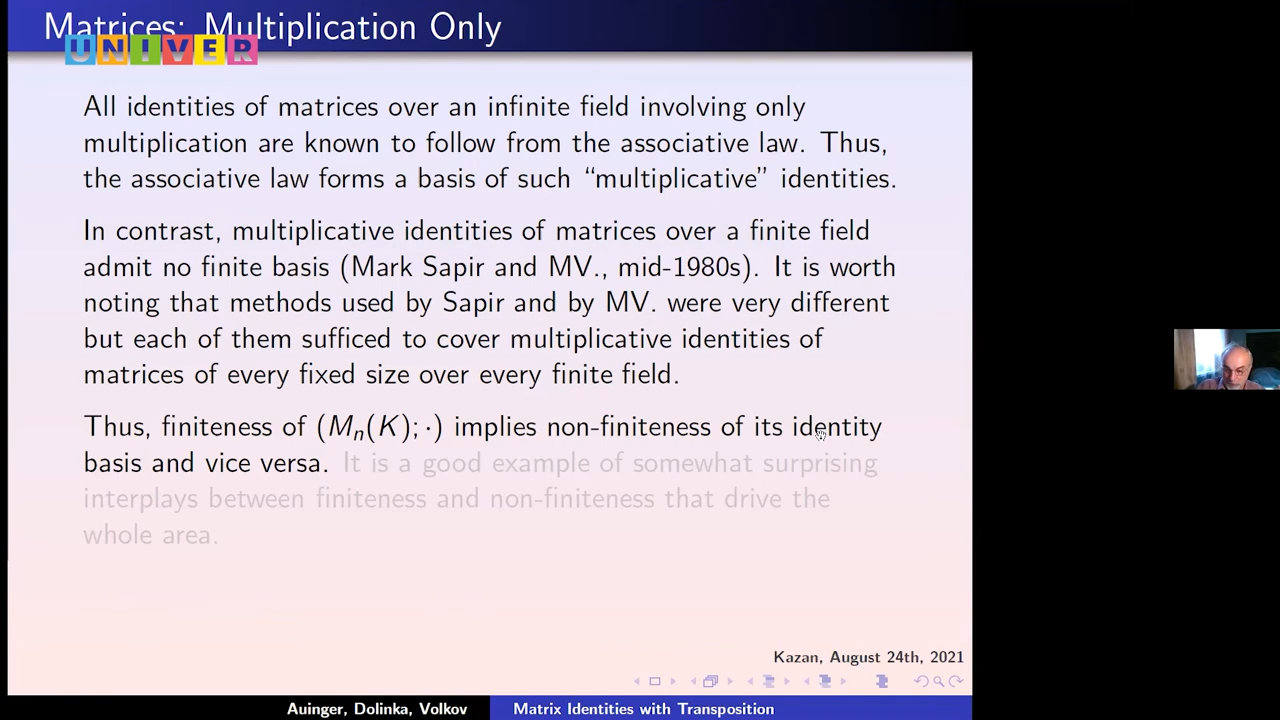 Matrices: Multiplication Only
UNIVER
All identities of matrices over an infinite field involving only
multiplication are known to follow from the associative law. Thus,
the associative law forms a basis of such “multiplicative” identities.
In contrast, multiplicative identities of matrices over a finite field
admit no finite basis (Mark Sapir and MV., mid-1980s). It is worth
noting that methods used by Sapir and by MV. were very different
but each of them sufficed to cover multiplicative identities of
matrices of every fixed size over every finite field.
Thus, finiteness of (Mₙ(K); ·) implies non-finiteness of its identity
basis and vice versa. It is a good example of somewhat surprising
interplays between finiteness and non-finiteness that drive the
whole area.
Kazan, August 24th, 2021
Auinger, Dolinka, Volkov
Matrix Identities with Transposition